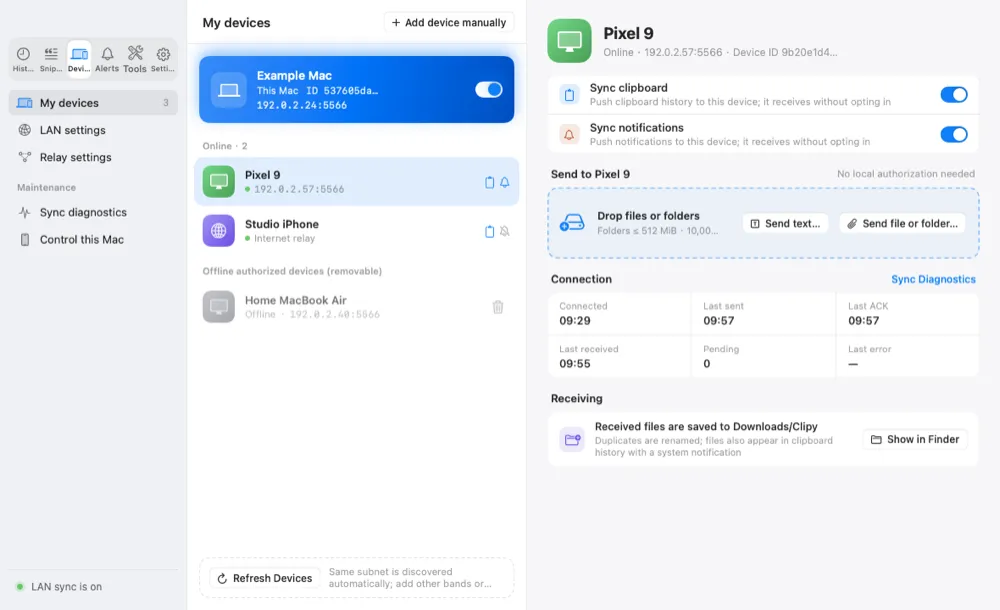 Hist...
Snip...
Devi...
Alerts
Tools
Setti...
My devices
3
LAN settings
Relay settings
Maintenance
Sync diagnostics
Control this Mac
LAN sync is on
My devices
+ Add device manually
Example Mac
This Mac ID 537605da…
192.0.2.24:5566
Online · 2
Pixel 9
192.0.2.57:5566
Studio iPhone
Internet relay
Offline authorized devices (removable)
Home MacBook Air
Offline · 192.0.2.40:5566
Refresh Devices
Same subnet is discovered
automatically; add other bands or...
Pixel 9
Online · 192.0.2.57:5566 · Device ID 9b20e1d4...
Sync clipboard
Push clipboard history to this device; it receives without opting in
Sync notifications
Push notifications to this device; it receives without opting in
Send to Pixel 9
No local authorization needed
Drop files or folders
Folders ≤ 512 MiB · 10,00...
Send text...
Send file or folder...
Connection
Sync Diagnostics
Connected
09:29
Last sent
09:57
Last ACK
09:57
Last received
09:55
Pending
0
Last error
—
Receiving
Received files are saved to Downloads/Clipy
Duplicates are renamed; files also appear in clipboard
history with a system notification
Show in Finder